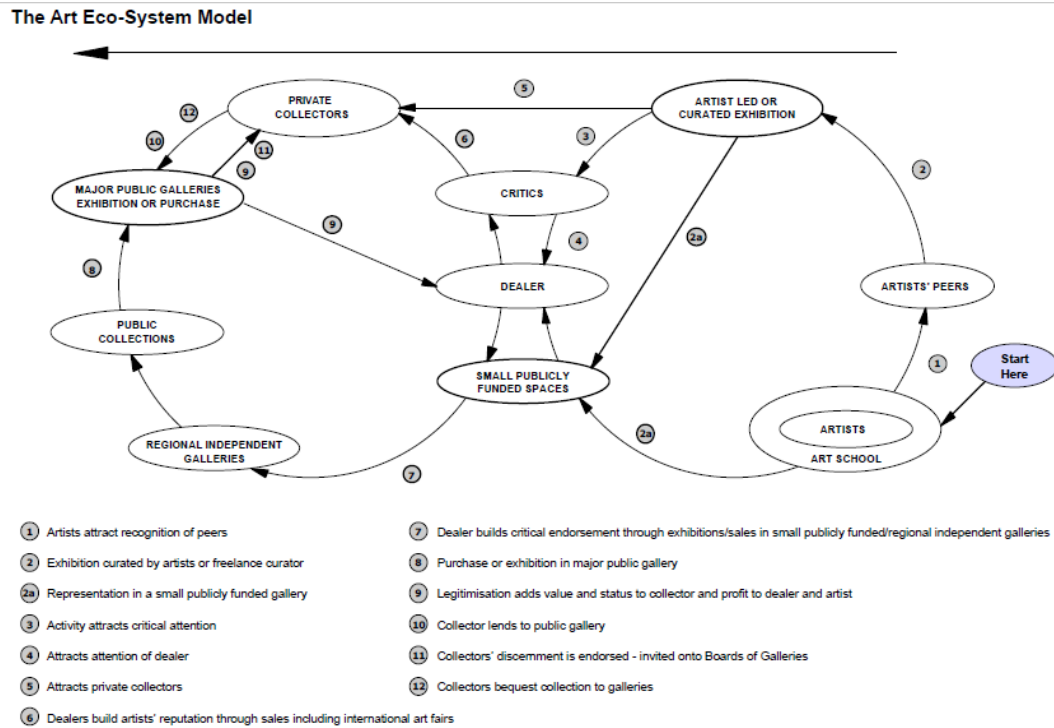 The Art Eco-System Model
PRIVATE
COLLECTORS
5
ARTIST LED OR
CURATED EXHIBITION
12
10
11
9
6
3
2
MAJOR PUBLIC GALLERIES
EXHIBITION OR PURCHASE
CRITICS
9
4
2a
8
DEALER
ARTISTS' PEERS
PUBLIC
COLLECTIONS
Start
Here
1
SMALL PUBLICLY
FUNDED SPACES
REGIONAL INDEPENDENT
GALLERIES
2a
ARTISTS
ART SCHOOL
7
1 Artists attract recognition of peers
2 Exhibition curated by artists or freelance curator
2a Representation in a small publicly funded gallery
3 Activity attracts critical attention
4 Attracts attention of dealer
5 Attracts private collectors
6 Dealers build artists' reputation through sales including international art fairs
7 Dealer builds critical endorsement through exhibitions/sales in small publicly funded/regional independent galleries
8 Purchase or exhibition in major public gallery
9 Legitimisation adds value and status to collector and profit to dealer and artist
10 Collector lends to public gallery
11 Collectors' discernment is endorsed - invited onto Boards of Galleries
12 Collectors bequest collection to galleries